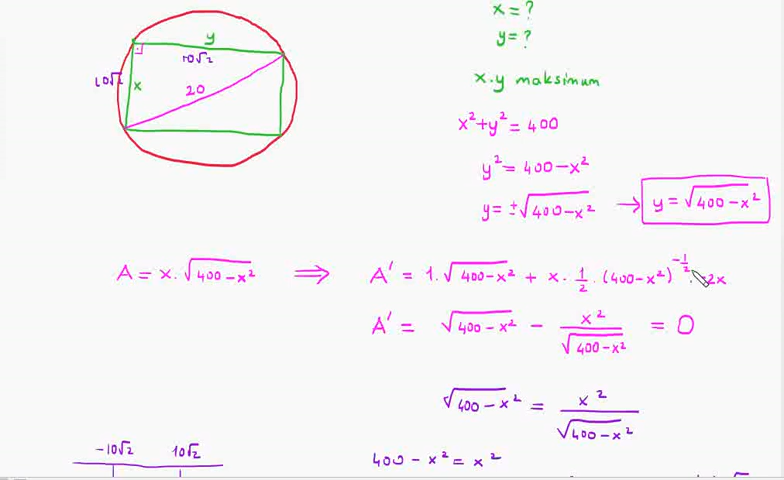 x = ?
y = ?
y
10√2
10√2
x
20
x.y maksimum
x² + y² = 400
y² = 400 - x²
y = ±√400-x² → y = √400-x²
A = x.√400-x² ⟹ A' = 1.√400-x² + x.1/2.(400-x²)^-1/2.-2x
A' = √400-x² - x²/√400-x² = 0
√400-x² = x²/√400-x²
-10√2 10√2
400 - x² = x²